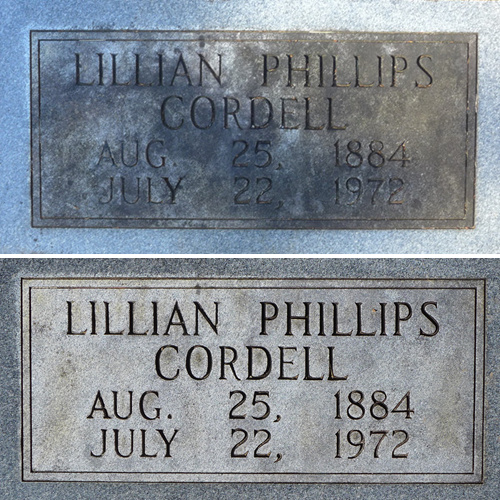 LILLIAN PHILLIPS
CORDELL
AUG. 25, 1884
JULY 22, 1972
LILLIAN PHILLIPS
CORDELL
AUG. 25, 1884
JULY 22, 1972